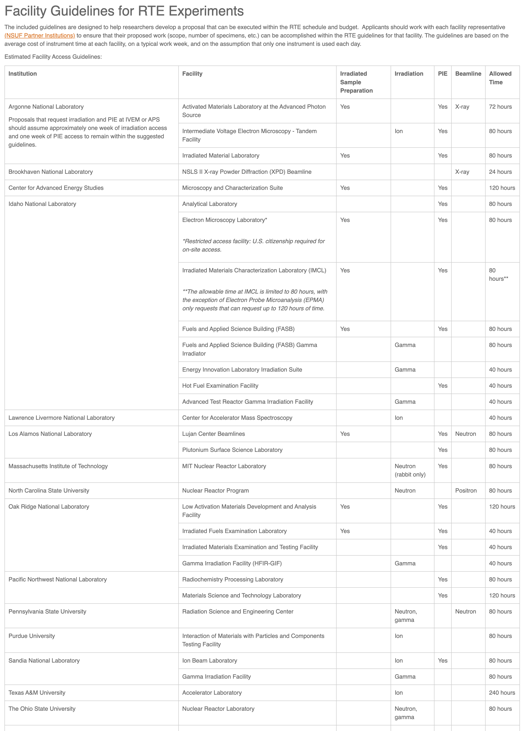 Facility Guidelines for RTE Experiments
The included guidelines are designed to help researchers develop a proposal that can be executed within the RTE schedule and budget.  Applicants should work with each facility representative
(NSUF Partner Institutions) to ensure that their proposed work (scope, number of specimens, etc.) can be accomplished within the RTE guidelines for that facility. The guidelines are based on the
average cost of instrument time at each facility, on a typical work week, and on the assumption that only one instrument is used each day.
Estimated Facility Access Guidelines:
Institution Facility Irradiated Sample Preparation Irradiation PIE Beamline Allowed Time
Argonne National Laboratory
Proposals that request irradiation and PIE at IVEM or APS
should assume approximately one week of irradiation access
and one week of PIE access to remain within the suggested
guidelines.
Activated Materials Laboratory at the Advanced Photon
Source
Yes Yes X-ray 72 hours
Intermediate Voltage Electron Microscopy - Tandem
Facility
Ion Yes 80 hours
Irradiated Material Laboratory Yes Yes 80 hours
Brookhaven National Laboratory NSLS II X-ray Powder Diffraction (XPD) Beamline X-ray 24 hours
Center for Advanced Energy Studies Microscopy and Characterization Suite Yes Yes 120 hours
Idaho National Laboratory Analytical Laboratory Yes 80 hours
Electron Microscopy Laboratory* Yes Yes 80 hours
*Restricted access facility: U.S. citizenship required for
on-site access.
Irradiated Materials Characterization Laboratory (IMCL) Yes Yes 80
hours**
**The allowable time at IMCL is limited to 80 hours, with
the exception of Electron Probe Microanalysis (EPMA)
only requests that can request up to 120 hours of time.
Fuels and Applied Science Building (FASB) Yes Yes 80 hours
Fuels and Applied Science Building (FASB) Gamma
Irradiator
Gamma 80 hours
Energy Innovation Laboratory Irradiation Suite Gamma 40 hours
Hot Fuel Examination Facility Yes 40 hours
Advanced Test Reactor Gamma Irradiation Facility Gamma 40 hours
Lawrence Livermore National Laboratory Center for Accelerator Mass Spectroscopy Ion 40 hours
Los Alamos National Laboratory Lujan Center Beamlines Yes Yes Neutron 80 hours
Plutonium Surface Science Laboratory Yes 80 hours
Massachusetts Institute of Technology MIT Nuclear Reactor Laboratory Neutron
(rabbit only)
Yes 80 hours
North Carolina State University Nuclear Reactor Program Neutron Positron 80 hours
Oak Ridge National Laboratory Low Activation Materials Development and Analysis
Facility
Yes Yes 120 hours
Irradiated Fuels Examination Laboratory Yes Yes 40 hours
Irradiated Materials Examination and Testing Facility Yes 40 hours
Gamma Irradiation Facility (HFIR-GIF) Gamma 40 hours
Pacific Northwest National Laboratory Radiochemistry Processing Laboratory Yes 80 hours
Materials Science and Technology Laboratory Yes 120 hours
Pennsylvania State University Radiation Science and Engineering Center Neutron,
gamma
Neutron 80 hours
Purdue University Interaction of Materials with Particles and Components
Testing Facility
Ion 80 hours
Sandia National Laboratory Ion Beam Laboratory Ion Yes 80 hours
Gamma Irradiation Facility Gamma 80 hours
Texas A&M University Accelerator Laboratory Ion 240 hours
The Ohio State University Nuclear Reactor Laboratory Neutron,
gamma
80 hours